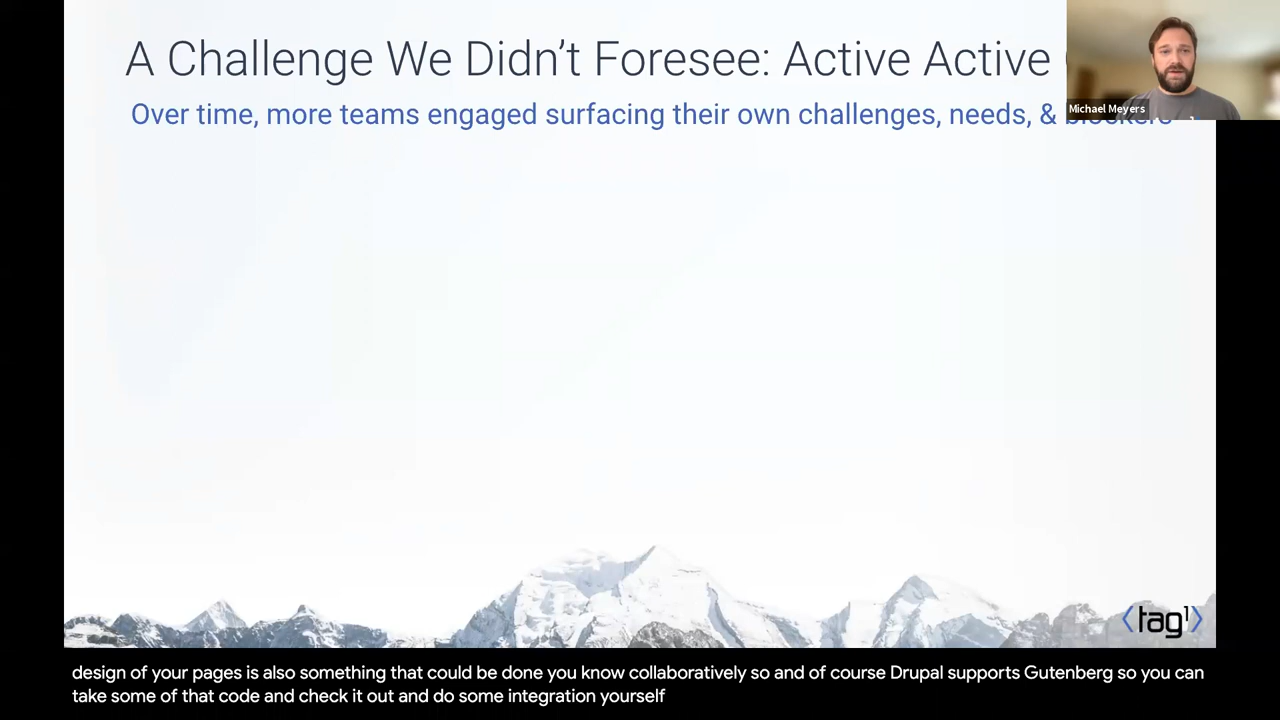 A Challenge We Didn't Foresee: Active Active
Over time, more teams engaged surfacing their own challenges, needs, & blockers
Michael Meyers
⟨tag1⟩
design of your pages is also something that could be done you know collaboratively so and of course Drupal supports Gutenberg so you can
take some of that code and check it out and do some integration yourself